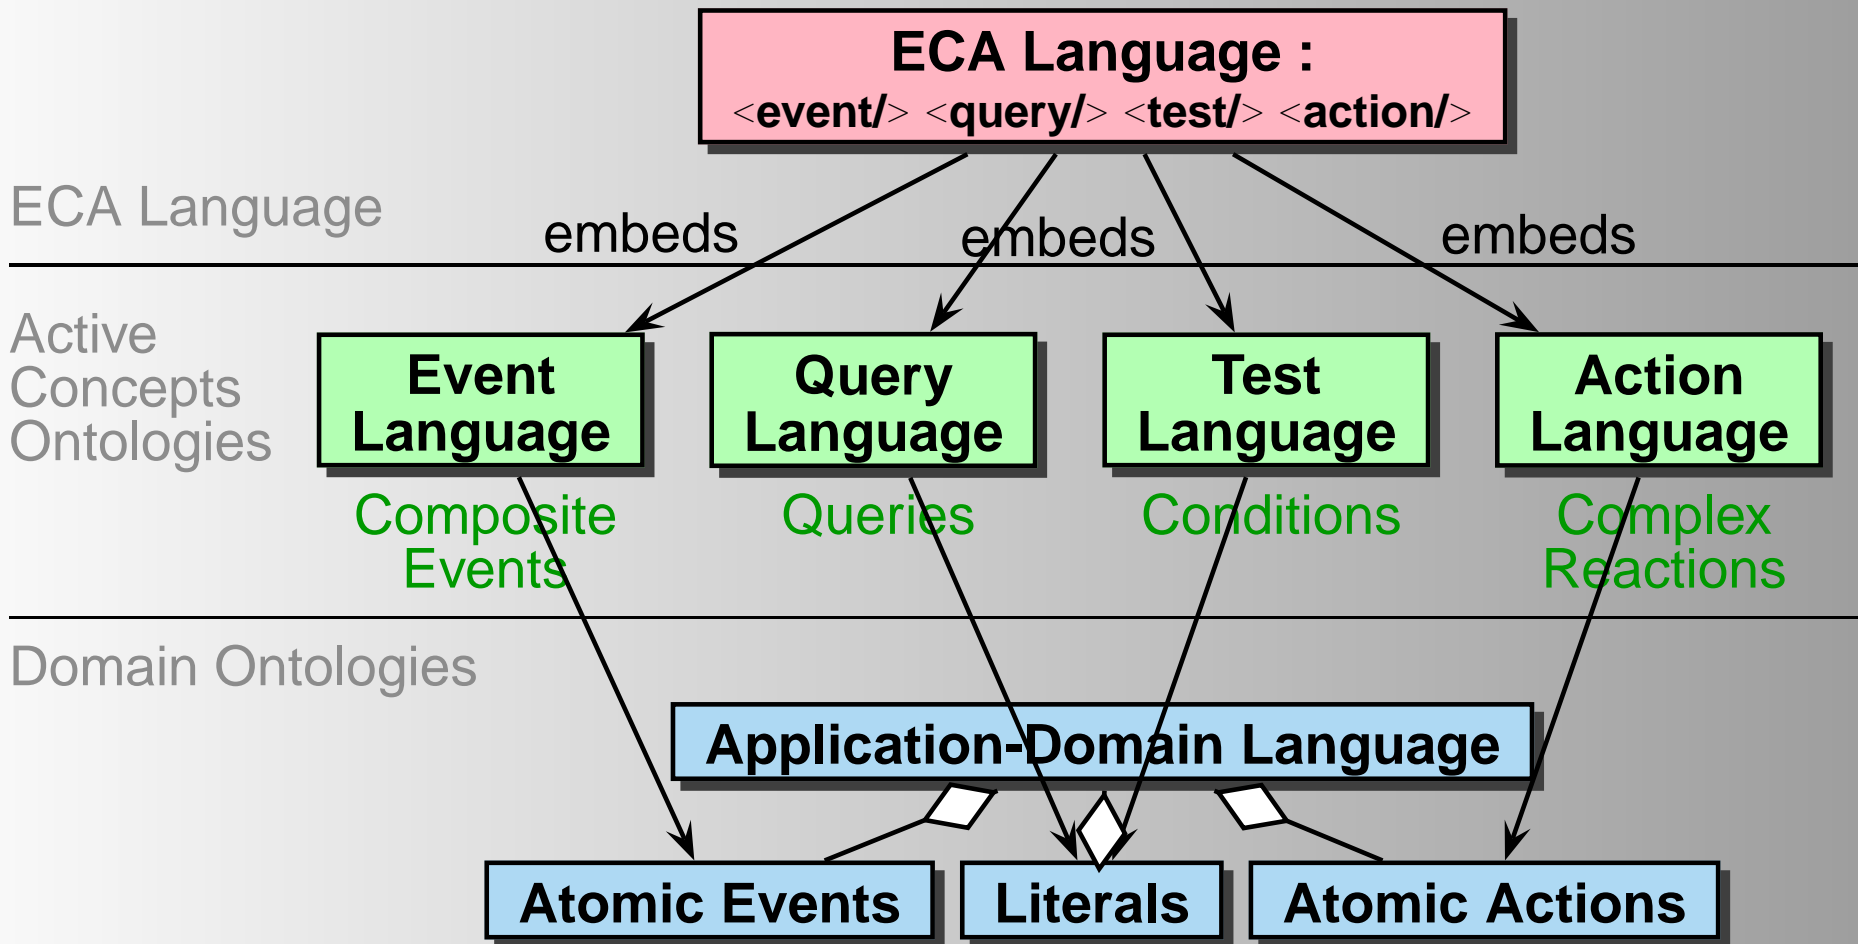 ECA Language :
<event/> <query/> <test/> <action/>
ECA Language
embeds
embeds
embeds
Active
Concepts
Ontologies
Event
Language
Query
Language
Test
Language
Action
Language
Composite
Events
Queries
Conditions
Complex
Reactions
Domain Ontologies
Application-Domain Language
Atomic Events
Literals
Atomic Actions